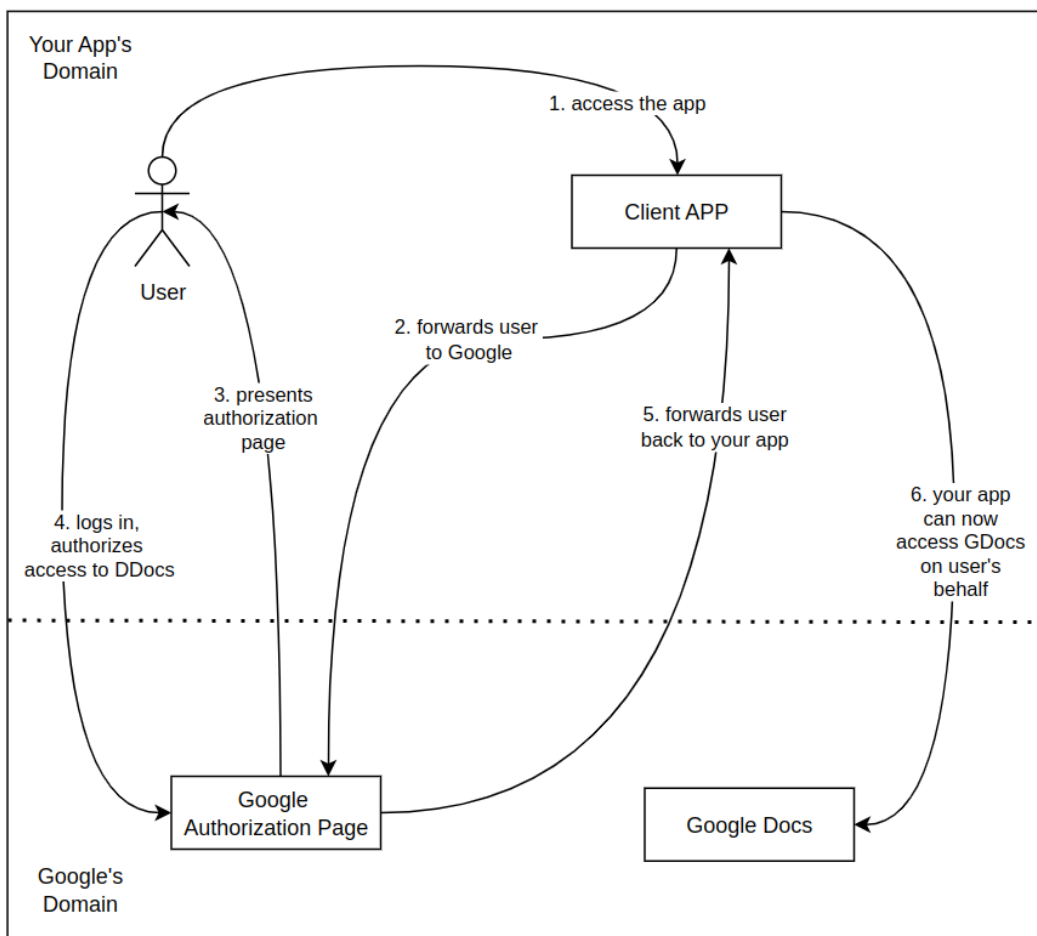 Your App's
Domain
1. access the app
Client APP
User
2. forwards user
to Google
3. presents
authorization
page
5. forwards user
back to your app
4. logs in,
authorizes
access to DDocs
6. your app
can now
access GDocs
on user's
behalf
Google
Authorization Page
Google Docs
Google's
Domain